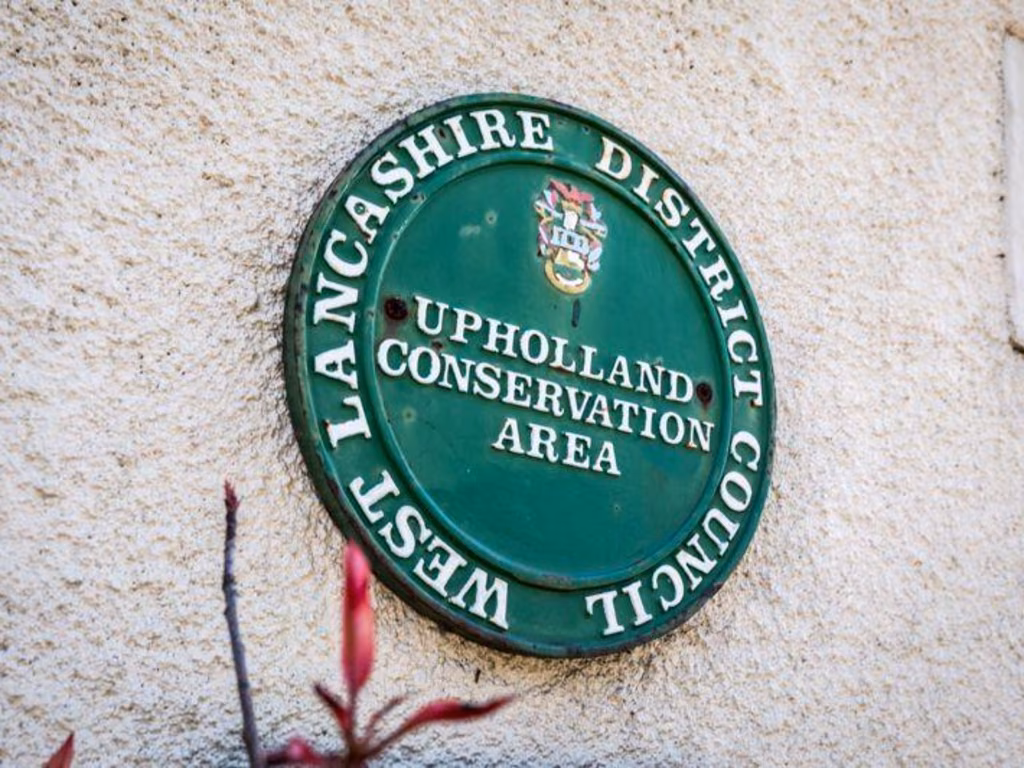 WEST LANCASHIRE DISTRICT COUNCIL
UPHOLLAND
CONSERVATION
AREA